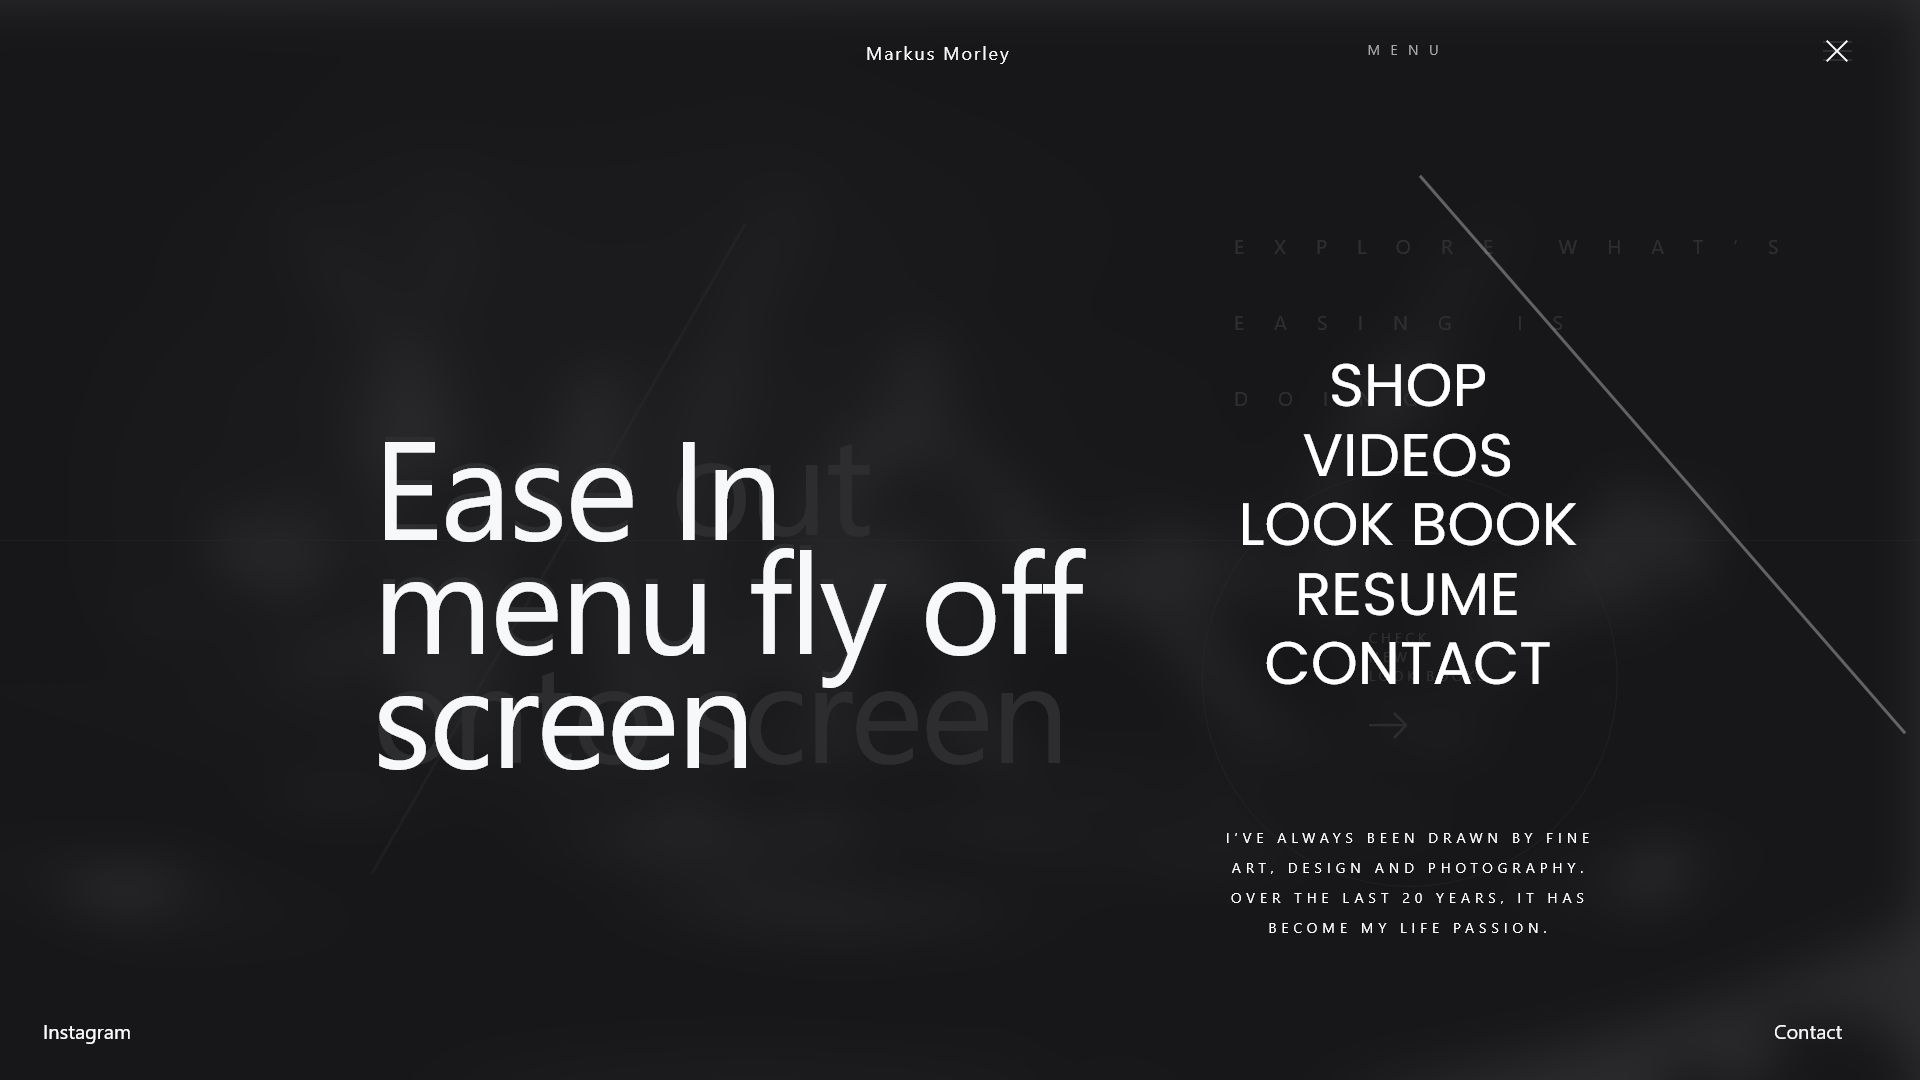 Markus Morley
MENU
EXPLORE WHAT'S
EASING IS
SHOP
VIDEOS
LOOK BOOK
RESUME
CONTACT
Ease In
out
menu fly off
screen
onto screen
CHECK
I'VE ALWAYS BEEN DRAWN BY FINE
ART, DESIGN AND PHOTOGRAPHY.
OVER THE LAST 20 YEARS, IT HAS
BECOME MY LIFE PASSION.
Instagram
Contact